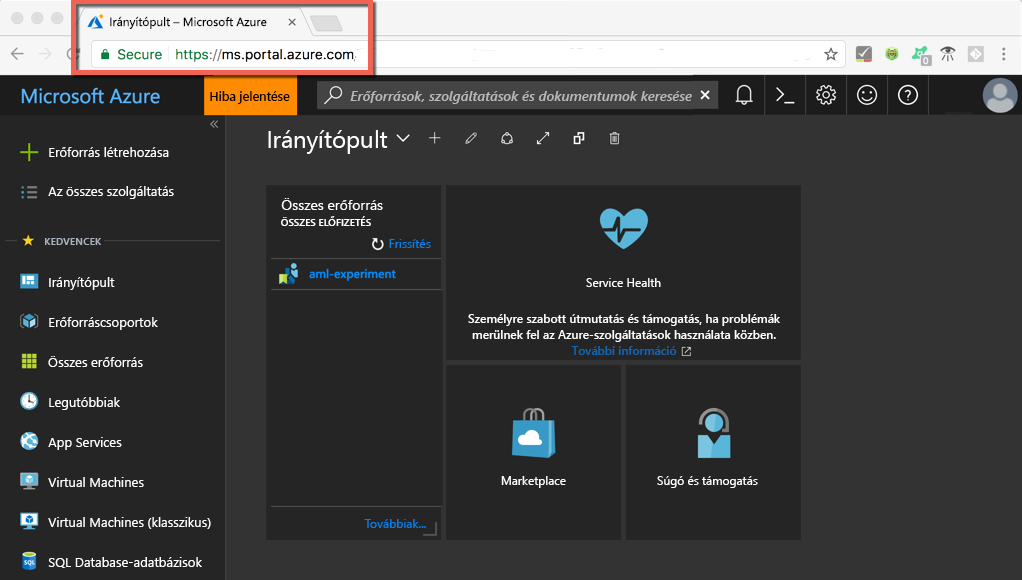 Irányítópult – Microsoft Azure
Secure https://ms.portal.azure.com
0
Microsoft Azure
Hiba jelentése
Erőforrások, szolgáltatások és dokumentumok keresése
Irányítópult
Erőforrás létrehozása
Az összes szolgáltatás
KEDVENCEK
Irányítópult
Erőforráscsoportok
Összes erőforrás
Legutóbbiak
App Services
Virtual Machines
Virtual Machines (klasszikus)
SQL
SQL Database-adatbázisok
Összes erőforrás
ÖSSZES ELŐFIZETÉS
Frissítés
aml-experiment
Továbbiak...
Service Health
Személyre szabott útmutatás és támogatás, ha problémák
merülnek fel az Azure-szolgáltatások használata közben.
További információ
Marketplace
Súgó és támogatás